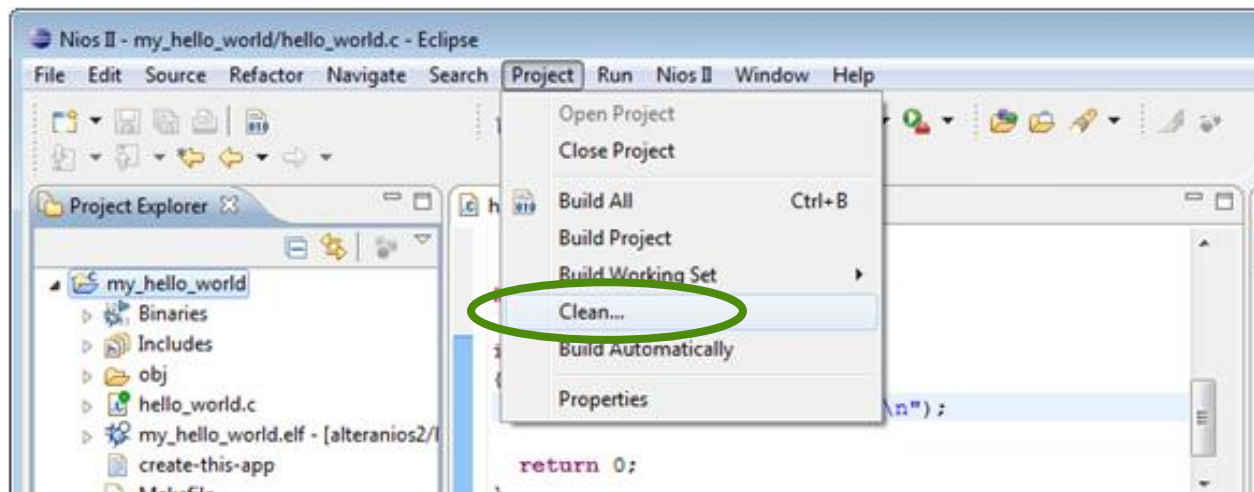 Nios II - my_hello_world/hello_world.c - Eclipse
File Edit Source Refactor Navigate Search Project Run Nios II Window Help
Open Project
Close Project
Build All Ctrl+B
Build Project
Build Working Set
Clean...
Build Automatically
Properties
Project Explorer
my_hello_world
Binaries
Includes
obj
hello_world.c
my_hello_world.elf - [alteranios2/l
create-this-app
Makefile
h
\n");
return 0;